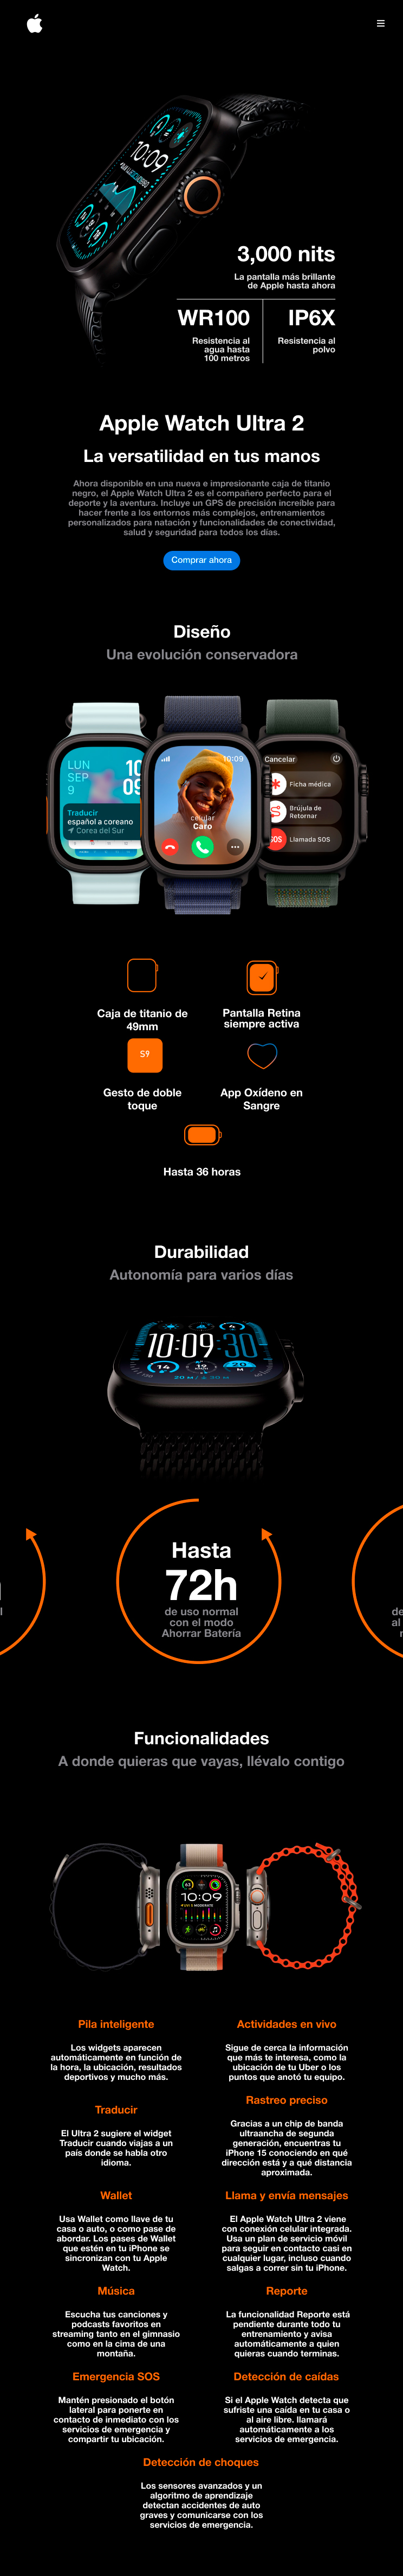 10:09
3,000 nits
La pantalla más brillante
de Apple hasta ahora
WR100
Resistencia al
agua hasta
100 metros
IP6X
Resistencia al
polvo
Apple Watch Ultra 2
La versatilidad en tus manos
Ahora disponible en una nueva e impresionante caja de titanio
negro, el Apple Watch Ultra 2 es el compañero perfecto para el
deporte y la aventura. Incluye un GPS de precisión increíble para
hacer frente a los entornos más complejos, entrenamientos
personalizados para natación y funcionalidades de conectividad,
salud y seguridad para todos los días.
Comprar ahora
Diseño
Una evolución conservadora
LUN
SEP
9
10
09
Traducir
español a coreano
Corea del Sur
10:09
celular
Caro
Cancelar
Ficha médica
Brújula de
Retornar
SOS
Llamada SOS
Caja de titanio de
49mm
Pantalla Retina
siempre activa
S9
Gesto de doble
toque
App Oxídeno en
Sangre
Hasta 36 horas
Durabilidad
Autonomía para varios días
10:09:30
14
19
20
M
Hasta
72h
de uso normal
con el modo
Ahorrar Batería
Funcionalidades
A donde quieras que vayas, llévalo contigo
63
10:09
MODERATE
Pila inteligente
Los widgets aparecen
automáticamente en función de
la hora, la ubicación, resultados
deportivos y mucho más.
Actividades en vivo
Sigue de cerca la información
que más te interesa, como la
ubicación de tu Uber o los
puntos que anotó tu equipo.
Traducir
El Ultra 2 sugiere el widget
Traducir cuando viajas a un
país donde se habla otro
idioma.
Rastreo preciso
Gracias a un chip de banda
ultraancha de segunda
generación, encuentras tu
iPhone 15 conociendo en qué
dirección está y a qué distancia
aproximada.
Wallet
Usa Wallet como llave de tu
casa o auto, o como pase de
abordar. Los pases de Wallet
que estén en tu iPhone se
sincronizan con tu Apple
Watch.
Llama y envía mensajes
El Apple Watch Ultra 2 viene
con conexión celular integrada.
Usa un plan de servicio móvil
para seguir en contacto casi en
cualquier lugar, incluso cuando
salgas a correr sin tu iPhone.
Música
Escucha tus canciones y
podcasts favoritos en
streaming tanto en el gimnasio
como en la cima de una
montaña.
Reporte
La funcionalidad Reporte está
pendiente durante todo tu
entrenamiento y avisa
automáticamente a quien
quieras cuando terminas.
Emergencia SOS
Mantén presionado el botón
lateral para ponerte en
contacto de inmediato con los
servicios de emergencia y
compartir tu ubicación.
Detección de caídas
Si el Apple Watch detecta que
sufriste una caída en tu casa o
al aire libre. llamará
automáticamente a los
servicios de emergencia.
Detección de choques
Los sensores avanzados y un
algoritmo de aprendizaje
detectan accidentes de auto
graves y comunicarse con los
servicios de emergencia.